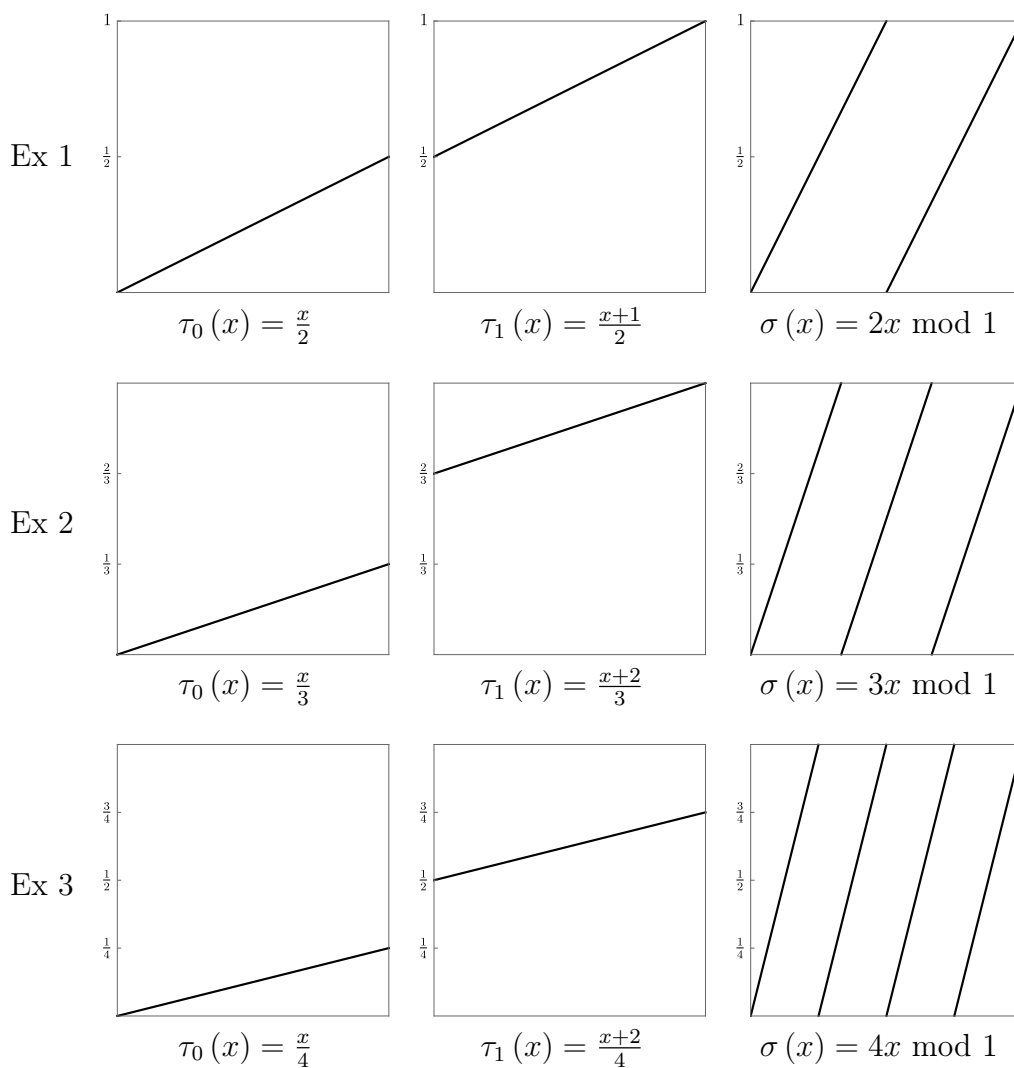 1 1 1
Ex 1 1/2 1/2 1/2
τ₀ (x) = x/2 τ₁ (x) = (x+1)/2 σ (x) = 2x mod 1
2/3 2/3 2/3
Ex 2
1/3 1/3 1/3
τ₀ (x) = x/3 τ₁ (x) = (x+2)/3 σ (x) = 3x mod 1
3/4 3/4 3/4
Ex 3 1/2 1/2 1/2
1/4 1/4 1/4
τ₀ (x) = x/4 τ₁ (x) = (x+2)/4 σ (x) = 4x mod 1